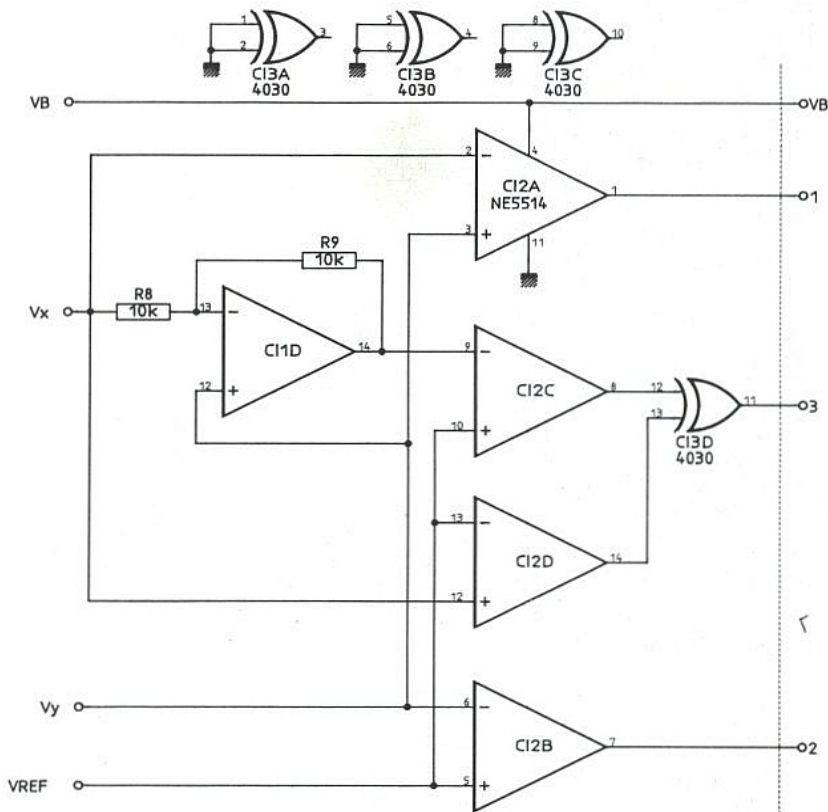 1
2
3
CI3A
4030
5
6
4
CI3B
4030
8
9
10
CI3C
4030
VB
VB
4
2 −
CI2A
NE5514
1
1
3 +
11
R9
10k
R8
10k
Vx
13 −
CI1D
14
12 +
9 −
CI2C
8
10 +
12
13
11
3
CI3D
4030
13 −
CI2D
14
12 +
Vy
6 −
CI2B
7
2
VREF
5 +